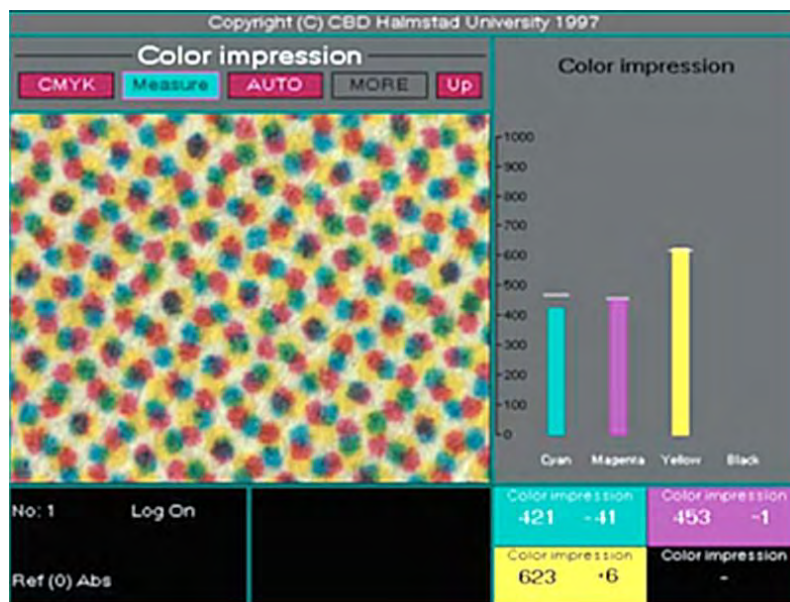 Copyright (C) CBD Halmstad University 1997
Color impression
CMYK Measure AUTO MORE Up
Color impression
1000
900
800
700
600
500
400
300
200
100
0
Cyan Magenta Yellow Black
No: 1 Log On
Ref (0) Abs
Color impression
421 -41
Color impression
453 -1
Color impression
623 +6
Color impression
-